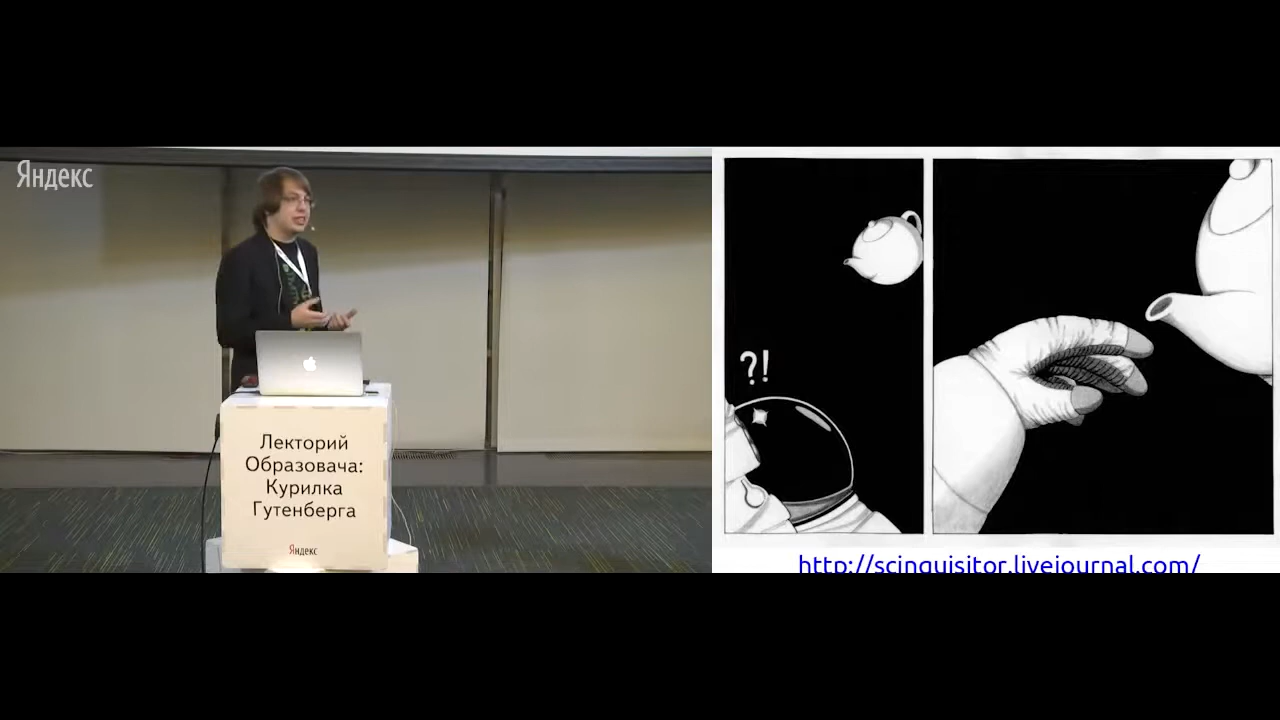 Яндекс
Лекторий
Образовача:
Курилка
Гутенберга
Яндекс
?!
http://scinquisitor.livejournal.com/